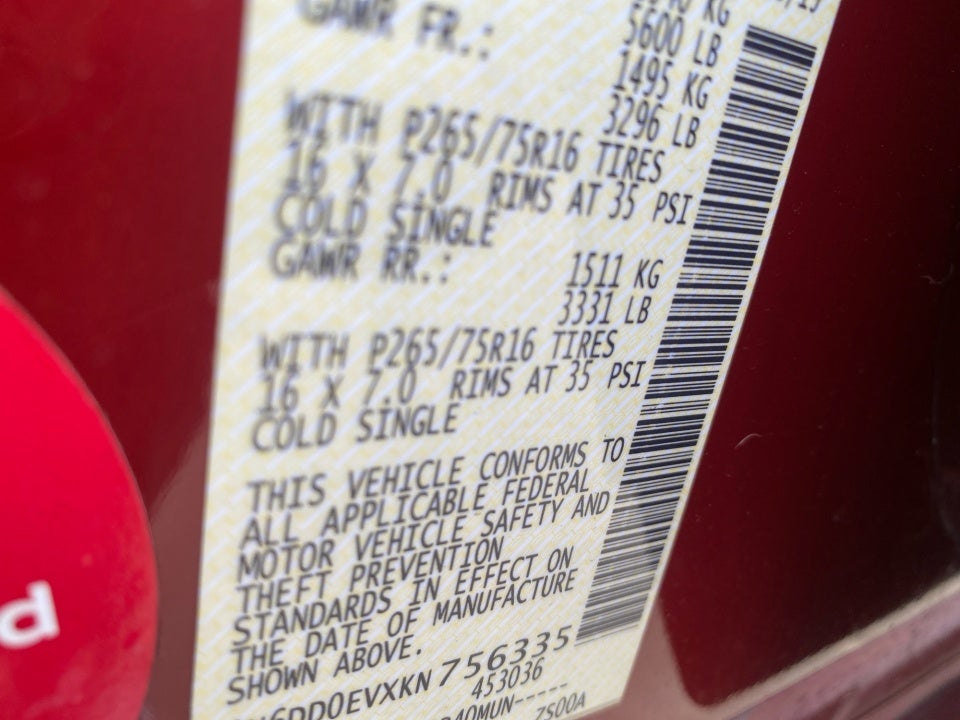 5600 LB
GAWR FR.: 1495 KG
3296 LB
WITH P265/75R16 TIRES
16 X 7.0 RIMS AT 35 PSI
COLD SINGLE
GAWR RR.: 1511 KG
3331 LB
WITH P265/75R16 TIRES
16 X 7.0 RIMS AT 35 PSI
COLD SINGLE
THIS VEHICLE CONFORMS TO
ALL APPLICABLE FEDERAL
MOTOR VEHICLE SAFETY AND
THEFT PREVENTION
STANDARDS IN EFFECT ON
THE DATE OF MANUFACTURE
SHOWN ABOVE.
6DD0EVXKN756335
453036
40MUN-----
ZS00A
d